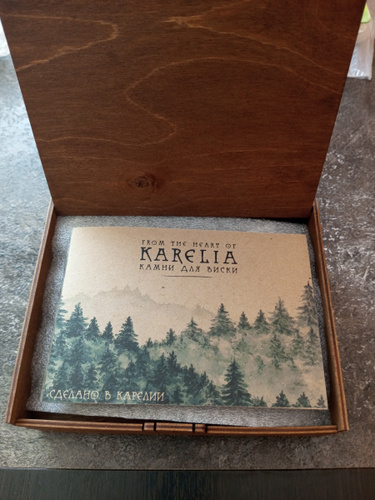 FROM THE HEART OF
KARELIA
КАМНИ ДЛЯ ВИСКИ
СДЕЛАНО В КАРЕЛИИ